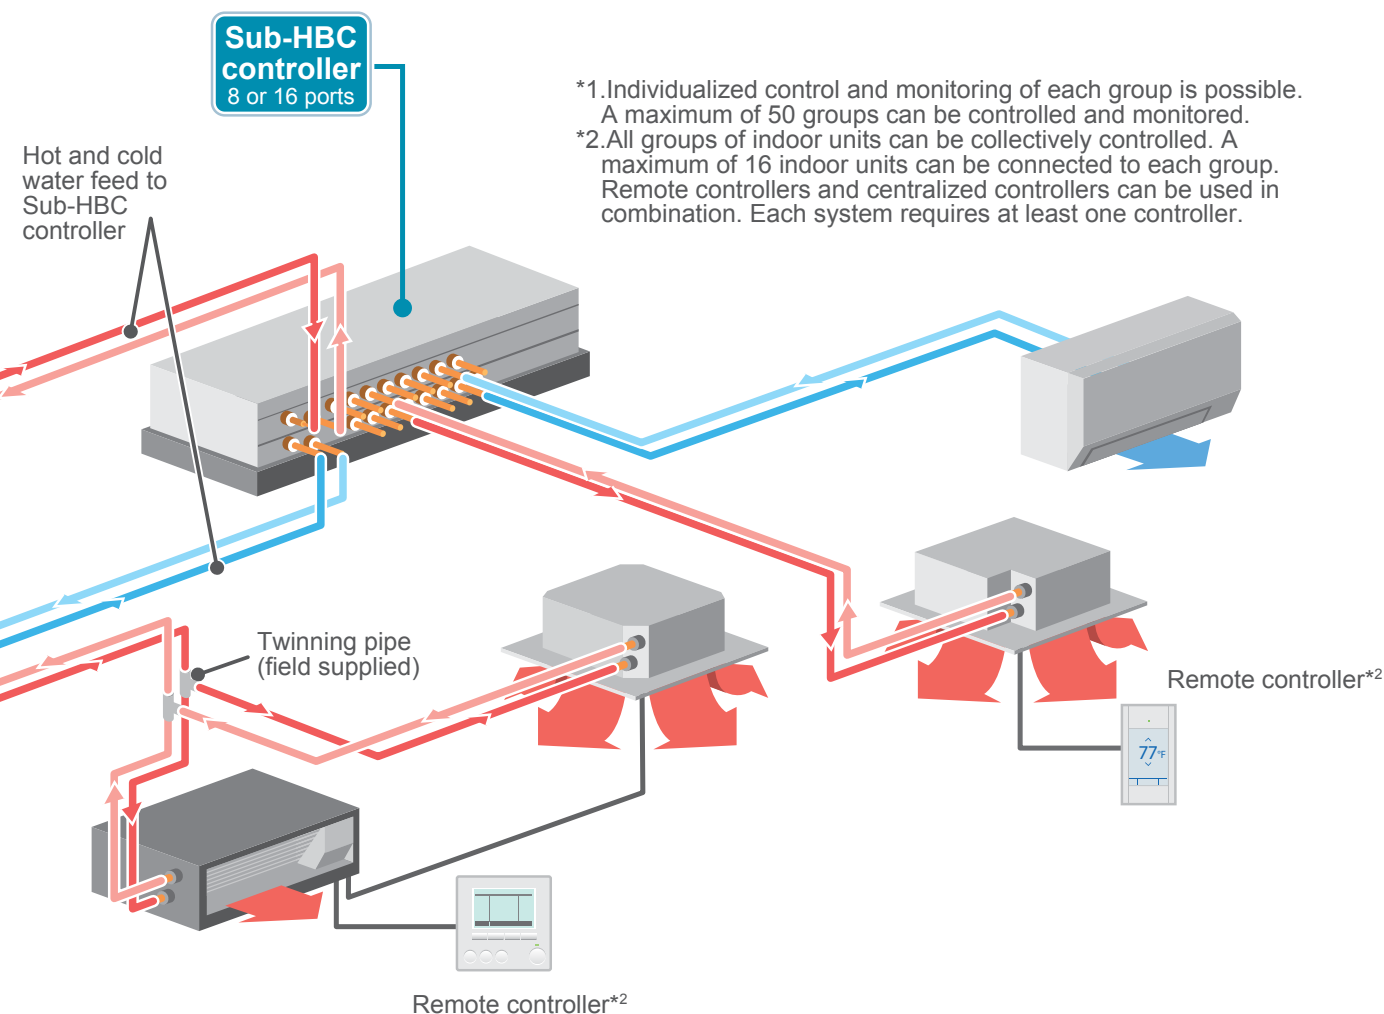 Sub-HBC
controller
8 or 16 ports
*1.Individualized control and monitoring of each group is possible.
A maximum of 50 groups can be controlled and monitored.
*2.All groups of indoor units can be collectively controlled. A
maximum of 16 indoor units can be connected to each group.
Remote controllers and centralized controllers can be used in
combination. Each system requires at least one controller.
Hot and cold
water feed to
Sub-HBC
controller
Twinning pipe
(field supplied)
Remote controller*2
77°F
Remote controller*2